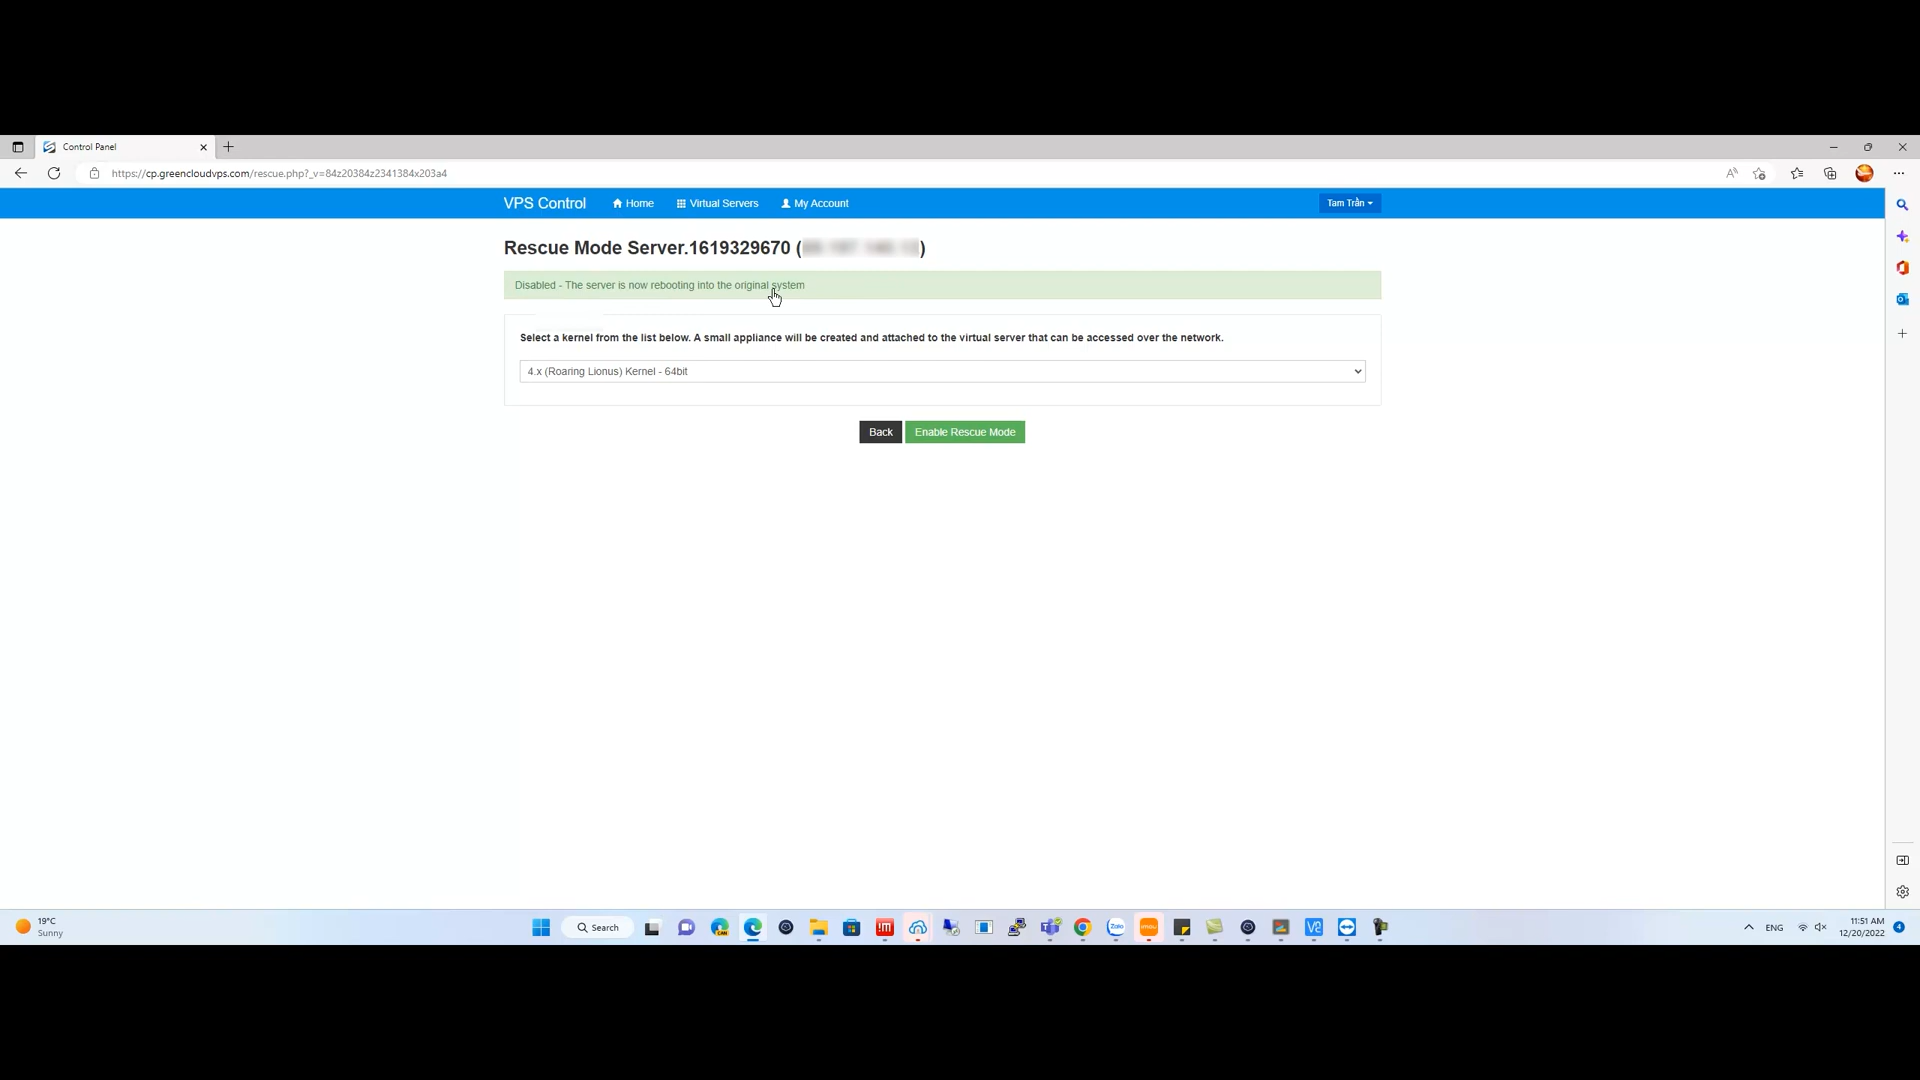 Control Panel
https://cp.greencloudvps.com/rescue.php?_v=84z20384z2341384x203a4
VPS Control
Home
Virtual Servers
My Account
Tam Trần
Rescue Mode Server.1619329670 ( )
Disabled - The server is now rebooting into the original system
Select a kernel from the list below. A small appliance will be created and attached to the virtual server that can be accessed over the network.
4.x (Roaring Lionus) Kernel - 64bit
Back
Enable Rescue Mode
19°C
Sunny
Search
Zalo
ENG
11:51 AM
12/20/2022
4